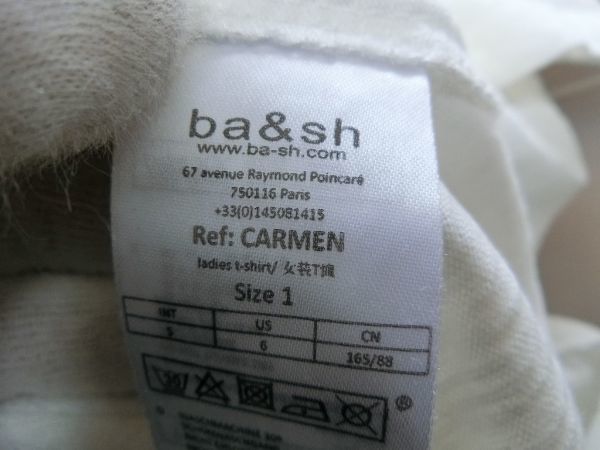 ba&sh
www.ba-sh.com
67 avenue Raymond Poincaré
750116 Paris
+33(0)145081415
Ref: CARMEN
ladies t-shirt/ 女装T恤
Size 1
INT US CN
S 6 165/88
®